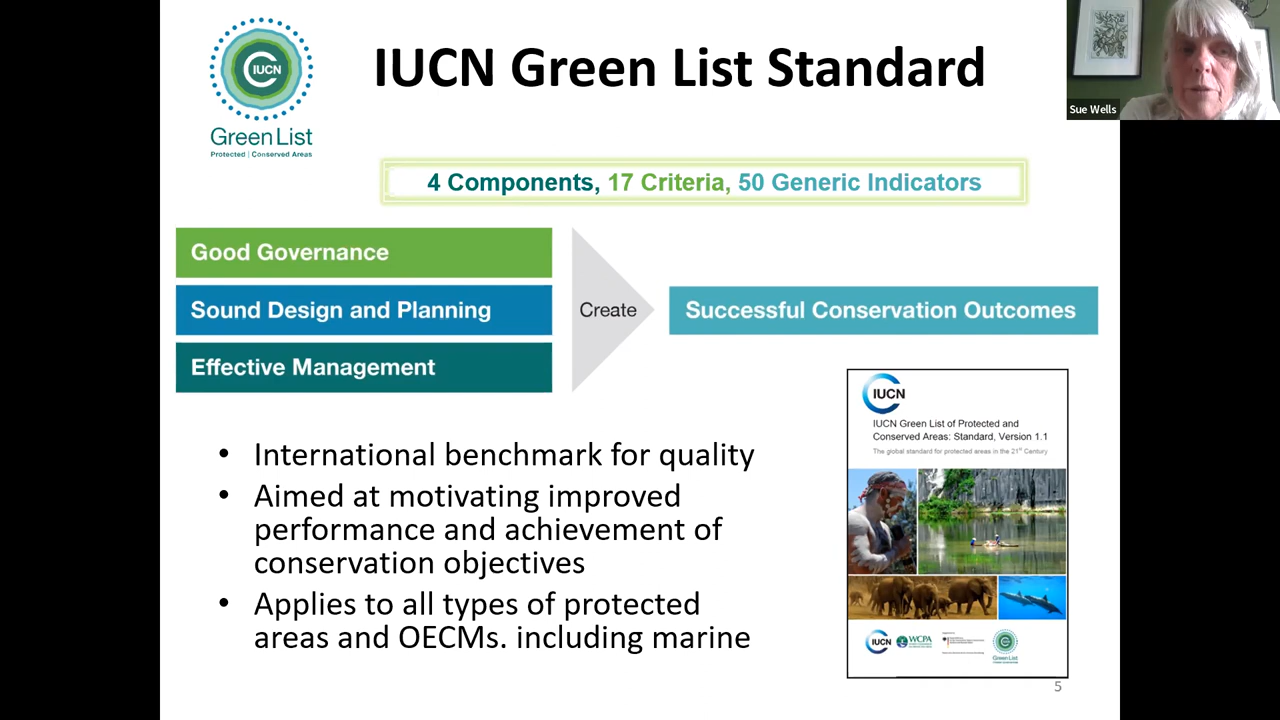 IUCN
Green List
Protected | Conserved Areas
IUCN Green List Standard
Sue Wells
4 Components, 17 Criteria, 50 Generic Indicators
Good Governance
Sound Design and Planning
Effective Management
Create
Successful Conservation Outcomes
• International benchmark for quality
• Aimed at motivating improved
performance and achievement of
conservation objectives
• Applies to all types of protected
areas and OECMs. including marine
IUCN
IUCN Green List of Protected and
Conserved Areas: Standard, Version 1.1
The global standard for protected areas in the 21st Century
IUCN
WCPA
Green List
5